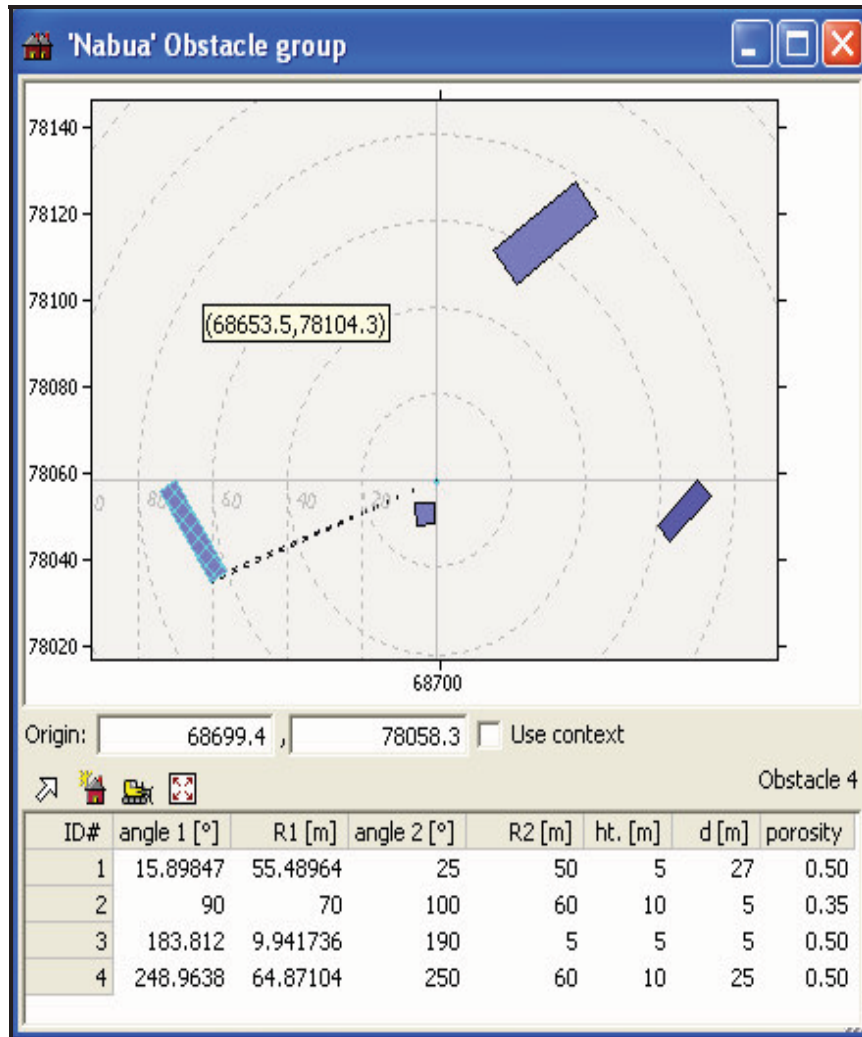 'Nabua' Obstacle group
78140
78120
78100
(68653.5,78104.3)
78080
78060
80 60 40 20
0
78040
78020
68700
Origin: 68699.4 , 78058.3 Use context
Obstacle 4
ID# angle 1 [°] R1 [m] angle 2 [°] R2 [m] ht. [m] d [m] porosity
1 15.89847 55.48964 25 50 5 27 0.50
2 90 70 100 60 10 5 0.35
3 183.812 9.941736 190 5 5 5 0.50
4 248.9638 64.87104 250 60 10 25 0.50